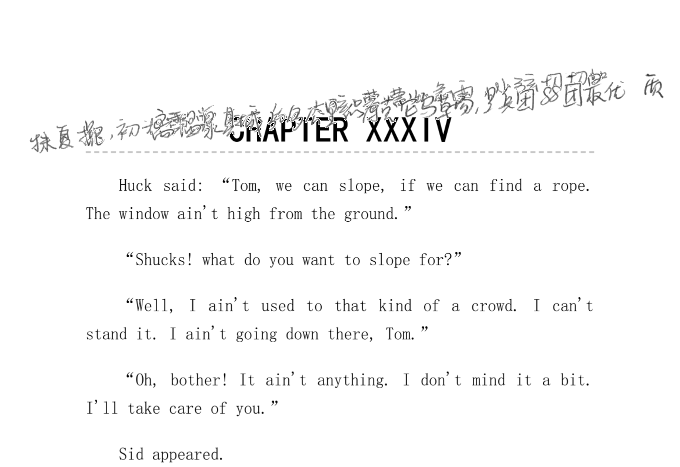 CHAPTER XXXIV
Huck said: “Tom, we can slope, if we can find a rope.
The window ain't high from the ground.”
“Shucks! what do you want to slope for?”
“Well, I ain't used to that kind of a crowd. I can't
stand it. I ain't going down there, Tom.”
“Oh, bother! It ain't anything. I don't mind it a bit.
I'll take care of you.”
Sid appeared.